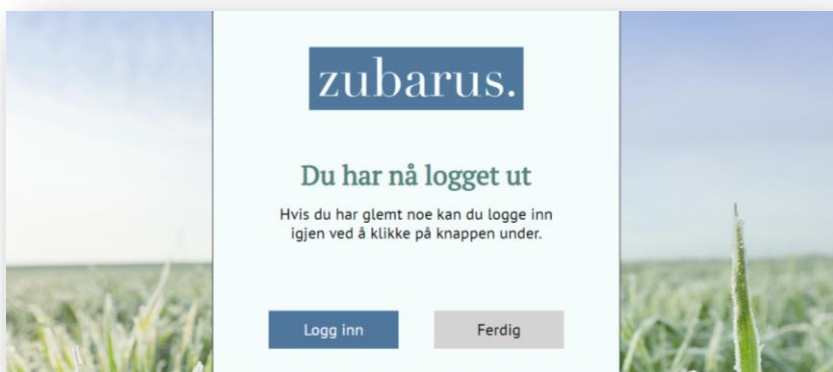 zubarus.
Du har nå logget ut
Hvis du har glemt noe kan du logge inn
igjen ved å klikke på knappen under.
Logg inn
Ferdig